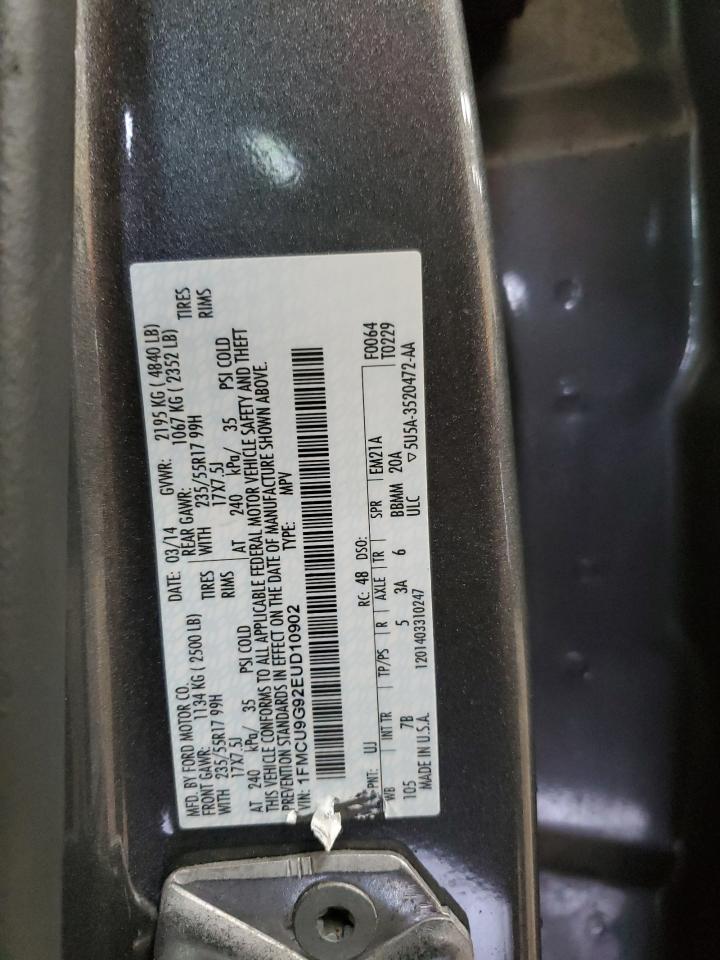 MFD. BY FORD MOTOR CO.
DATE: 03/14 GVWR: 2195 KG ( 4840 LB)
FRONT GAWR: 1134 KG ( 2500 LB) REAR GAWR: 1067 KG ( 2352 LB)
WITH 235/55R17 99H TIRES WITH 235/55R17 99H TIRES
17X7.5J RIMS 17X7.5J RIMS
AT 240 kPa/ 35 PSI COLD AT 240 kPa/ 35 PSI COLD
THIS VEHICLE CONFORMS TO ALL APPLICABLE FEDERAL MOTOR VEHICLE SAFETY AND THEFT
PREVENTION STANDARDS IN EFFECT ON THE DATE OF MANUFACTURE SHOWN ABOVE.
VIN: 1FMCU9G92EUD10902 TYPE: MPV
F0064
PNT: UJ RC: 48 DSO: T0229
WB INT TR TP/PS R AXLE TR SPR EM21A
105 7B 5 3A 6 BBMM 20A
MADE IN U.S.A. 1201403310247 ULC ▽5U5A-3520472-AA